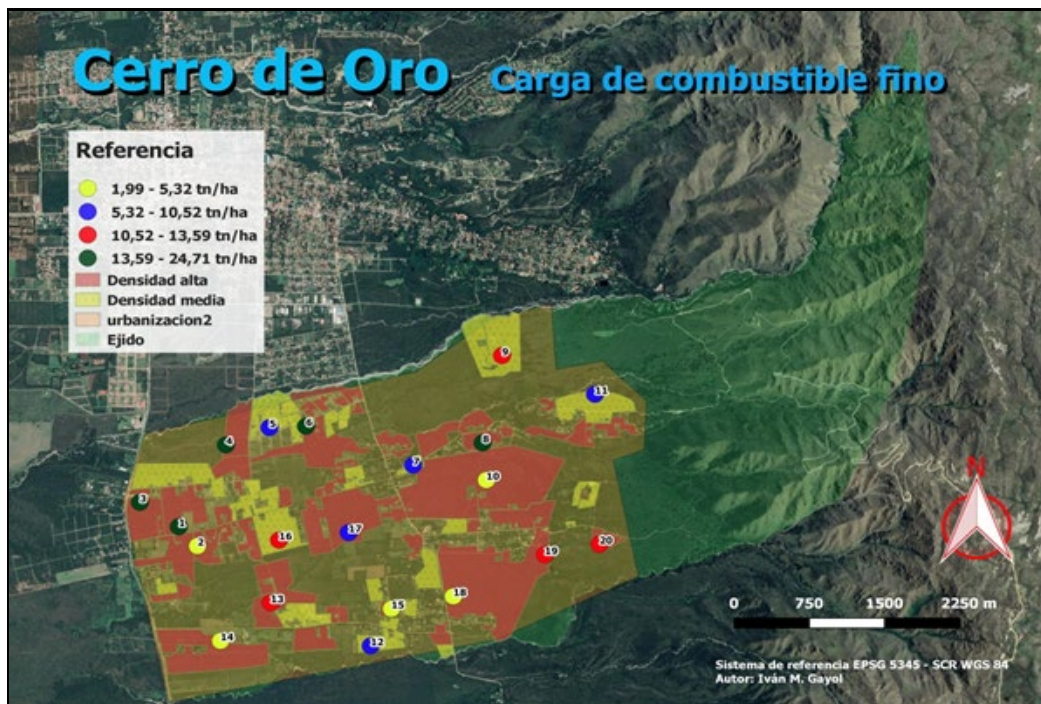 Cerro de Oro Carga de combustible fino
Referencia
1,99 - 5,32 tn/ha
5,32 - 10,52 tn/ha
10,52 - 13,59 tn/ha
13,59 - 24,71 tn/ha
Densidad alta
Densidad media
urbanizacion2
Ejido
9
11
5
6
4
8
7
10
3
1
2
16
17
19
20
13
18
15
14
12
N
0 750 1500 2250 m
Sistema de referencia EPSG 5345 - SCR WGS 84
Autor: Iván M. Gayol